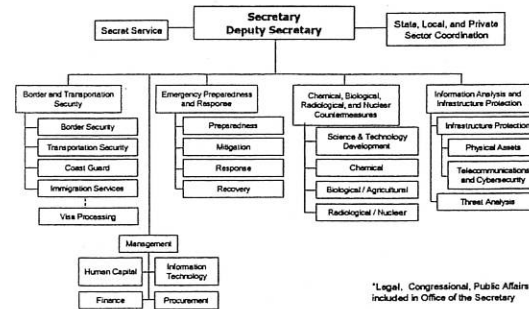 Secretary
Deputy Secretary
Secret Service
State, Local, and Private
Sector Coordination
Border and Transportation
Security
Border Security
Transportation Security
Coast Guard
Immigration Services
Visa Processing
Emergency Preparedness
and Response
Preparedness
Mitigation
Response
Recovery
Chemical, Biological,
Radiological, and Nuclear
Countermeasures
Science & Technology
Development
Chemical
Biological / Agricultural
Radiological / Nuclear
Information Analysis and
Infrastructure Protection
Infrastructure Protection
Physical Assets
Telecommunications
and Cybersecurity
Threat Analysis
Management
Human Capital
Information
Technology
Finance
Procurement
*Legal, Congressional, Public Affairs
included in Office of the Secretary